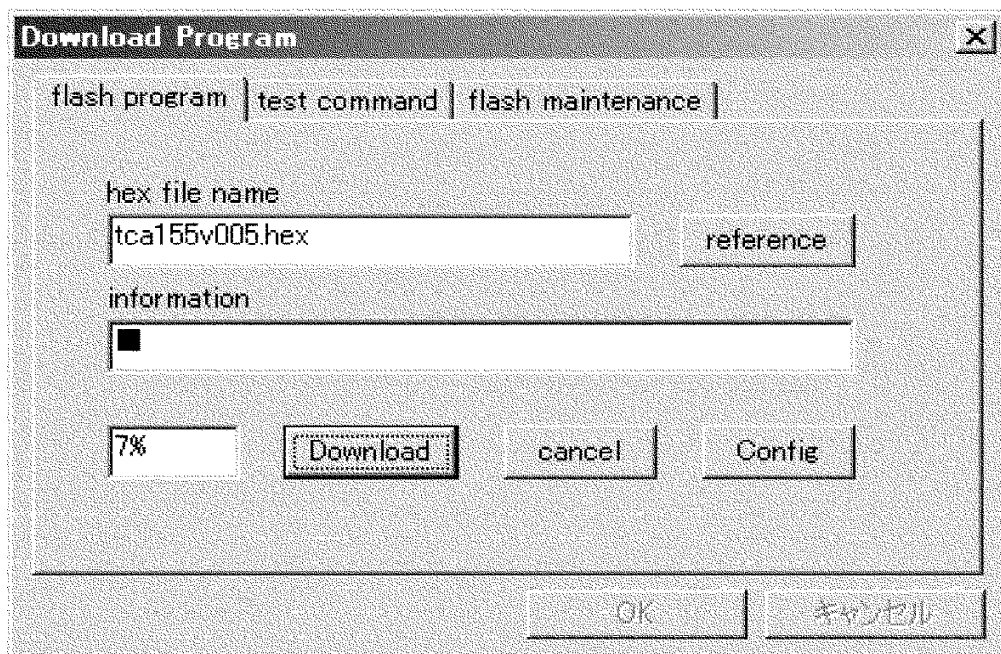 Download Program
flash program test command flash maintenance
hex file name
tca155v005.hex reference
information
7% Download cancel Config
OK キャンセル